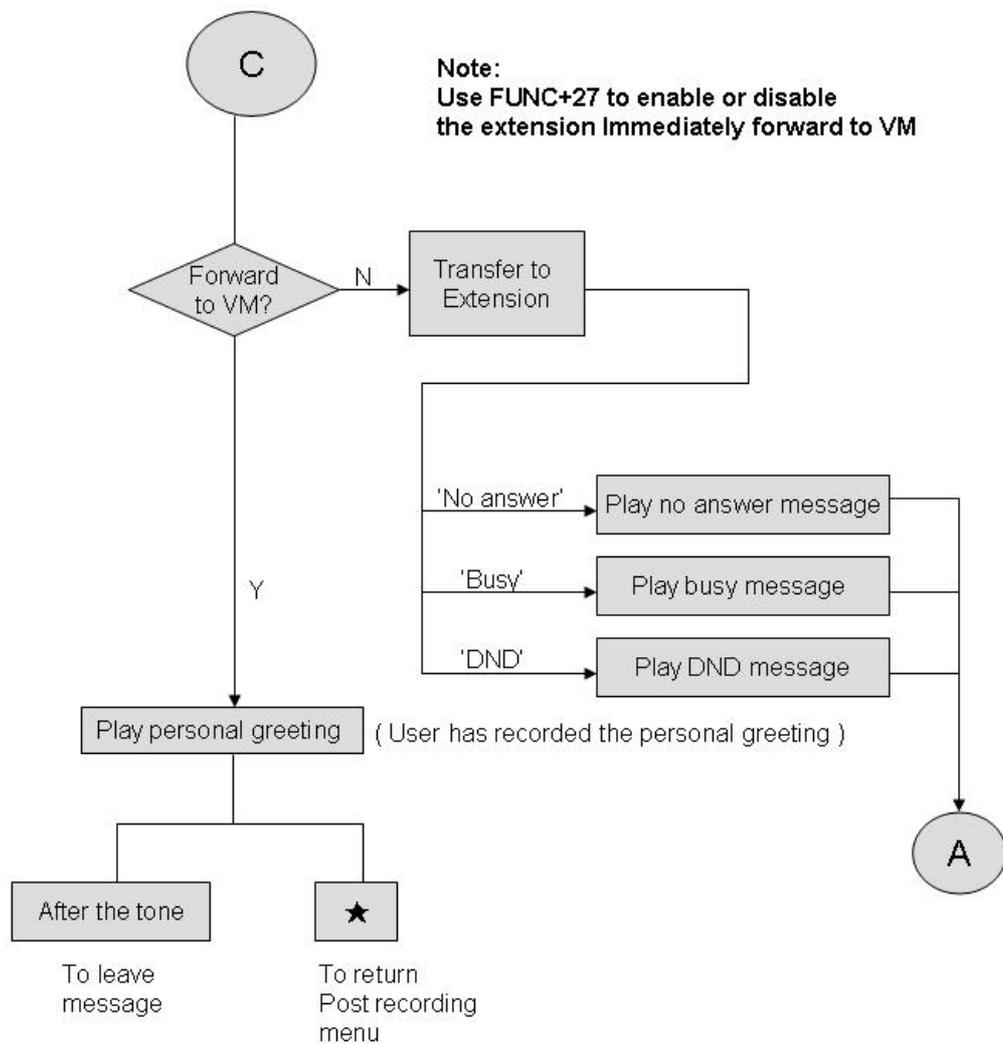 C
Note:
Use FUNC+27 to enable or disable
the extension Immediately forward to VM
Forward
to VM?
N
Transfer to
Extension
'No answer'
Play no answer message
'Busy'
Play busy message
Y
'DND'
Play DND message
Play personal greeting
( User has recorded the personal greeting )
A
After the tone
★
To leave
message
To return
Post recording
menu